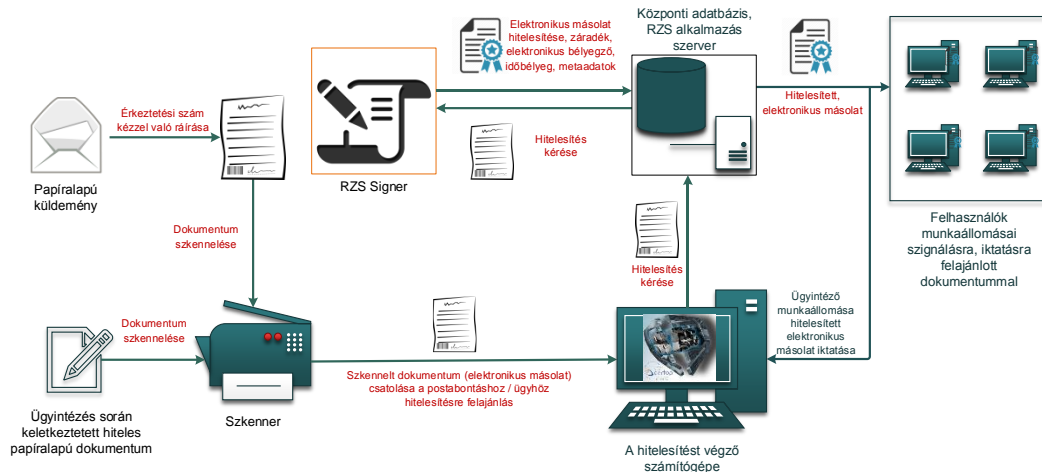 Elektronikus másolat
hitelesítése, záradék,
elektronikus bélyegző,
időbélyeg, metaadatok
Központi adatbázis,
RZS alkalmazás
szerver
Érkeztetési szám
kézzel való ráírása
Hitelesített,
elektronikus másolat
Hitelesítés
kérése
Papíralapú
küldemény
RZS Signer
Felhasználók
munkaállomásai
szignálásra, iktatásra
felajánlott
dokumentummal
Dokumentum
szkennelése
Hitelesítés
kérése
Ügyintéző
munkaállomása
hitelesített
elektronikus
másolat iktatása
Dokumentum
szkennelése
Szkennelt dokumentum (elektronikus másolat)
csatolása a postabontáshoz / ügyhöz
hitelesítésre felajánlás
Ügyintézés során
keletkeztetett hiteles
papíralapú dokumentum
Szkenner
A hitelesítést végző
számítógépe